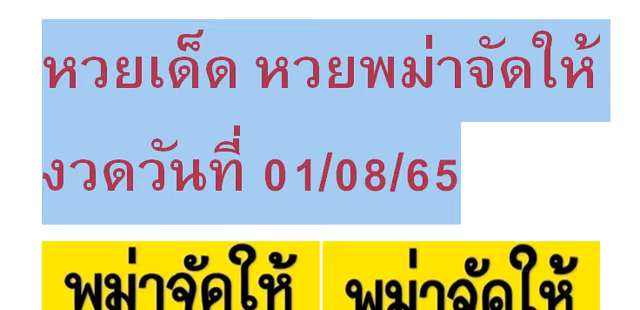 หวยเด็ด หวยพม่าจัดให้
งวดวันที่ 01/08/65
พม่าจัดให้ พม่าจัดให้